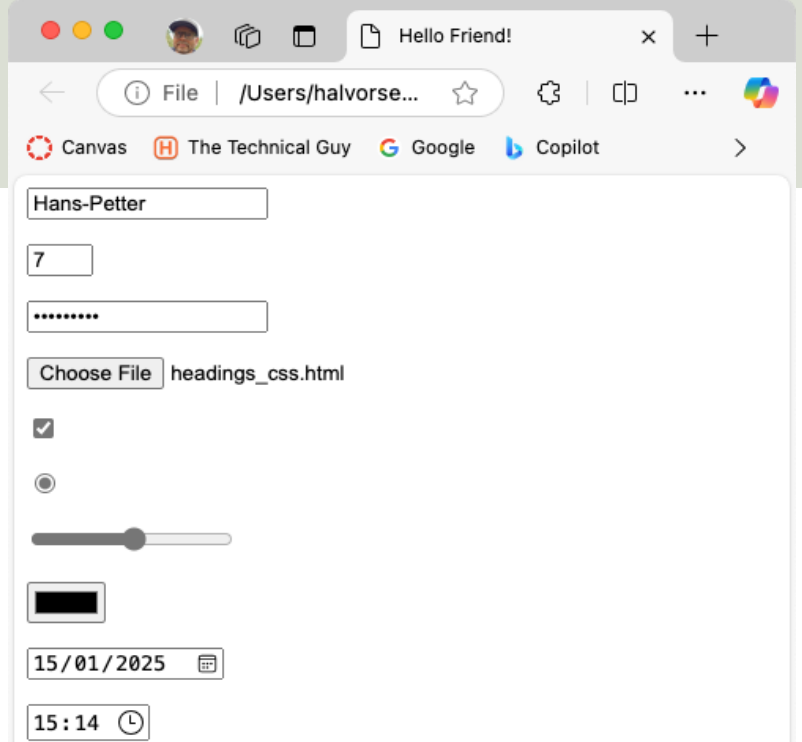 Hello Friend!
File /Users/halvorse...
Canvas The Technical Guy Google Copilot
Hans-Petter
7
•••••••••
Choose File headings_css.html
15/01/2025
15:14